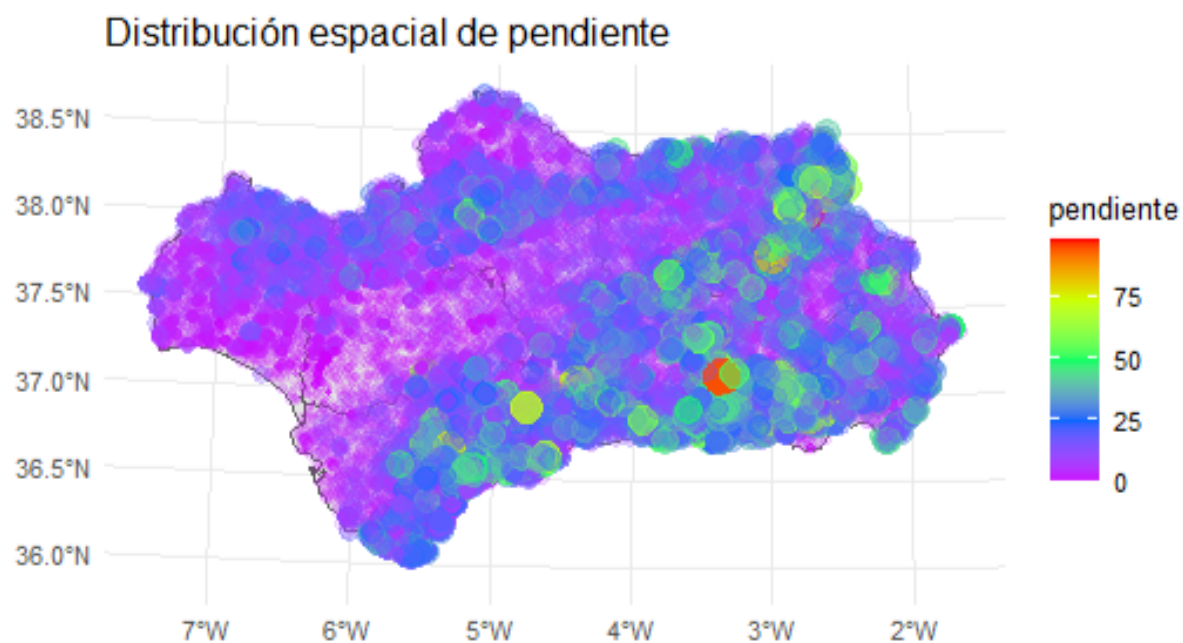 Distribución espacial de pendiente
38.5°N
38.0°N
37.5°N
37.0°N
36.5°N
36.0°N
7°W 6°W 5°W 4°W 3°W 2°W
pendiente
75
50
25
0